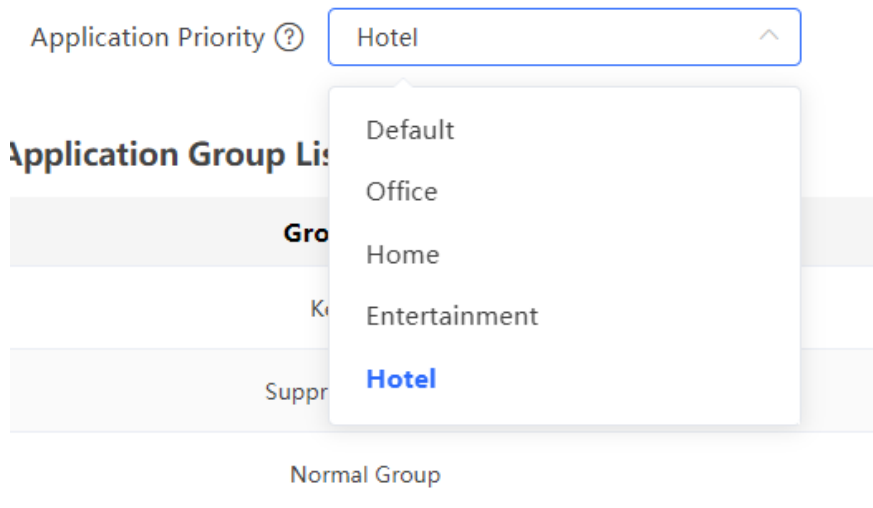 Application Priority ? Hotel
Default
Application Group Lis
Office
Gro
Home
Ke
Entertainment
Suppr
Hotel
Normal Group